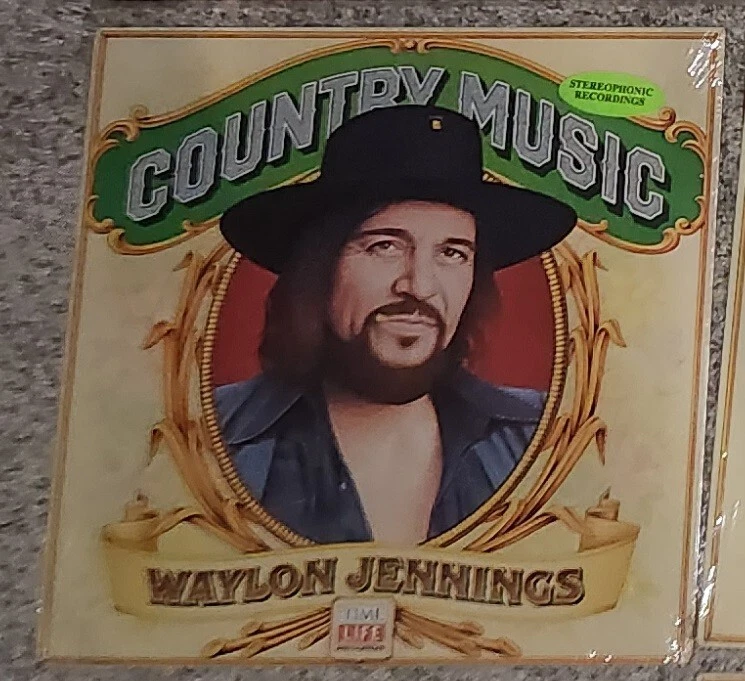 STEREOPHONIC
RECORDINGS
COUNTRY MUSIC
WAYLON JENNINGS
TIME
LIFE